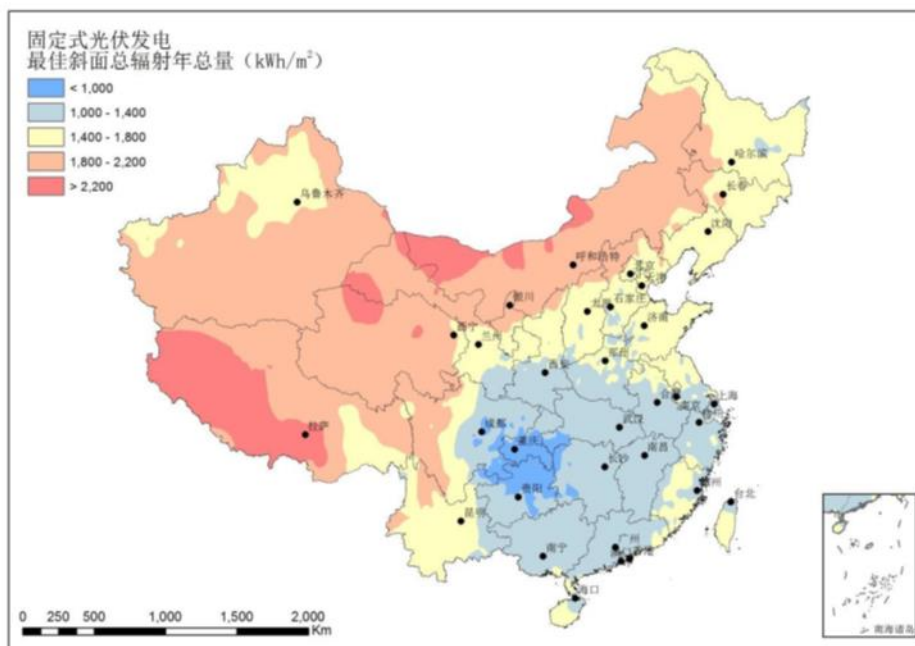 固定式光伏发电
最佳斜面总辐射年总量（kWh/m²）
< 1,000
1,000 - 1,400
1,400 - 1,800
1,800 - 2,200
> 2,200
哈尔滨
长春
乌鲁木齐
沈阳
呼和浩特
北京
天津
银川
石家庄
太原
济南
西宁
兰州
郑州
西安
上海
合肥
南京
杭州
拉萨
成都
武汉
重庆
南昌
长沙
贵阳
福州
台北
昆明
广州
南宁
海口
南海诸岛
0 250 500 1,000 1,500 2,000
Km